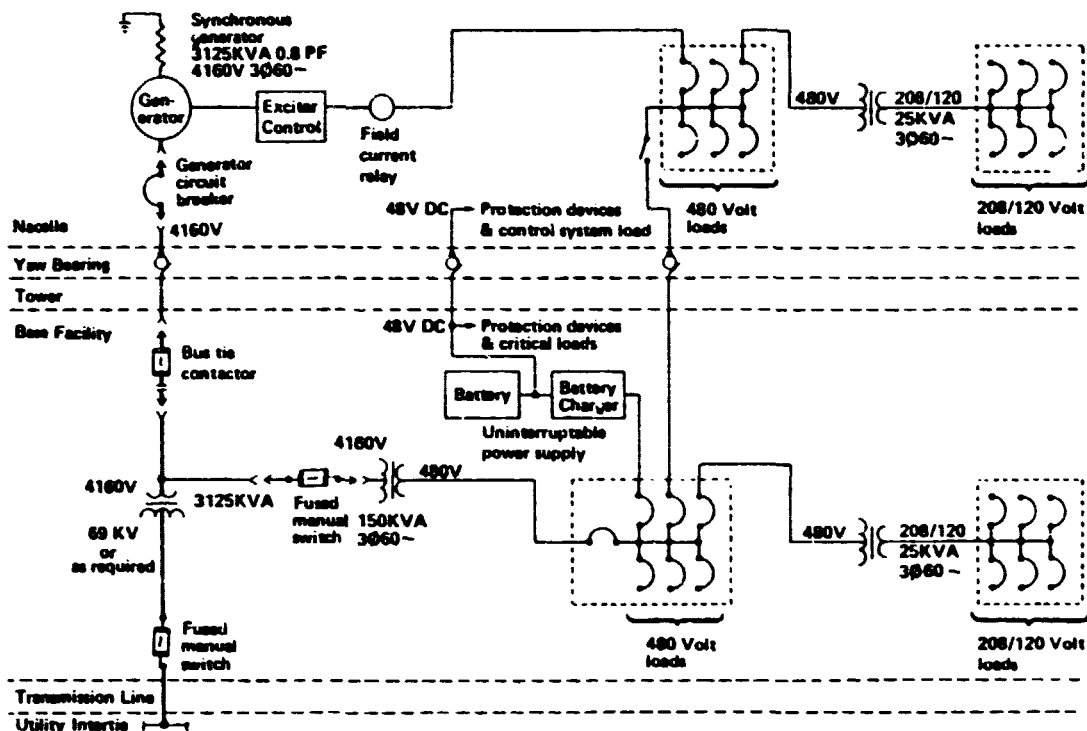 Synchronous
generator
3125KVA 0.8 PF
4160V 3Ø60~
Gen-
erator
Exciter
Control
Field
current
relay
480V
208/120
25KVA
3Ø60~
Generator
circuit
breaker
480 Volt
loads
208/120 Volt
loads
48V DC
Protection devices
& control system load
Nacelle
4160V
Yaw Bearing
Tower
Base Facility
48V DC
Protection devices
& critical loads
Bus tie
contactor
Battery
Battery
Charger
Uninterruptable
power supply
4160V
480V
4160V
3125KVA
Fused
manual
switch
150KVA
3Ø60~
480V
208/120
25KVA
3Ø60~
69 KV
or
as required
Fused
manual
switch
480 Volt
loads
208/120 Volt
loads
Transmission Line
Utility Intertie